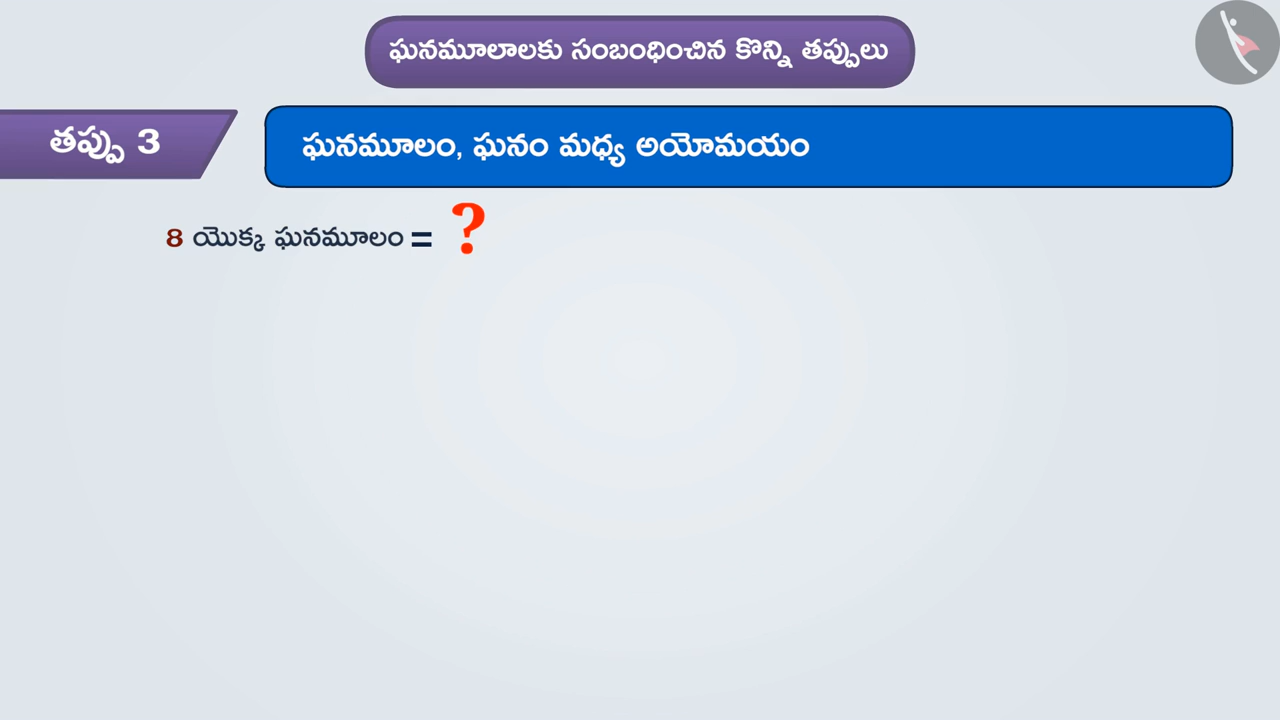 ఘనమూలాలకు సంబంధించిన కొన్ని తప్పులు
తప్పు 3
ఘనమూలం, ఘనం మధ్య అయోమయం
8 యొక్క ఘనమూలం = ?